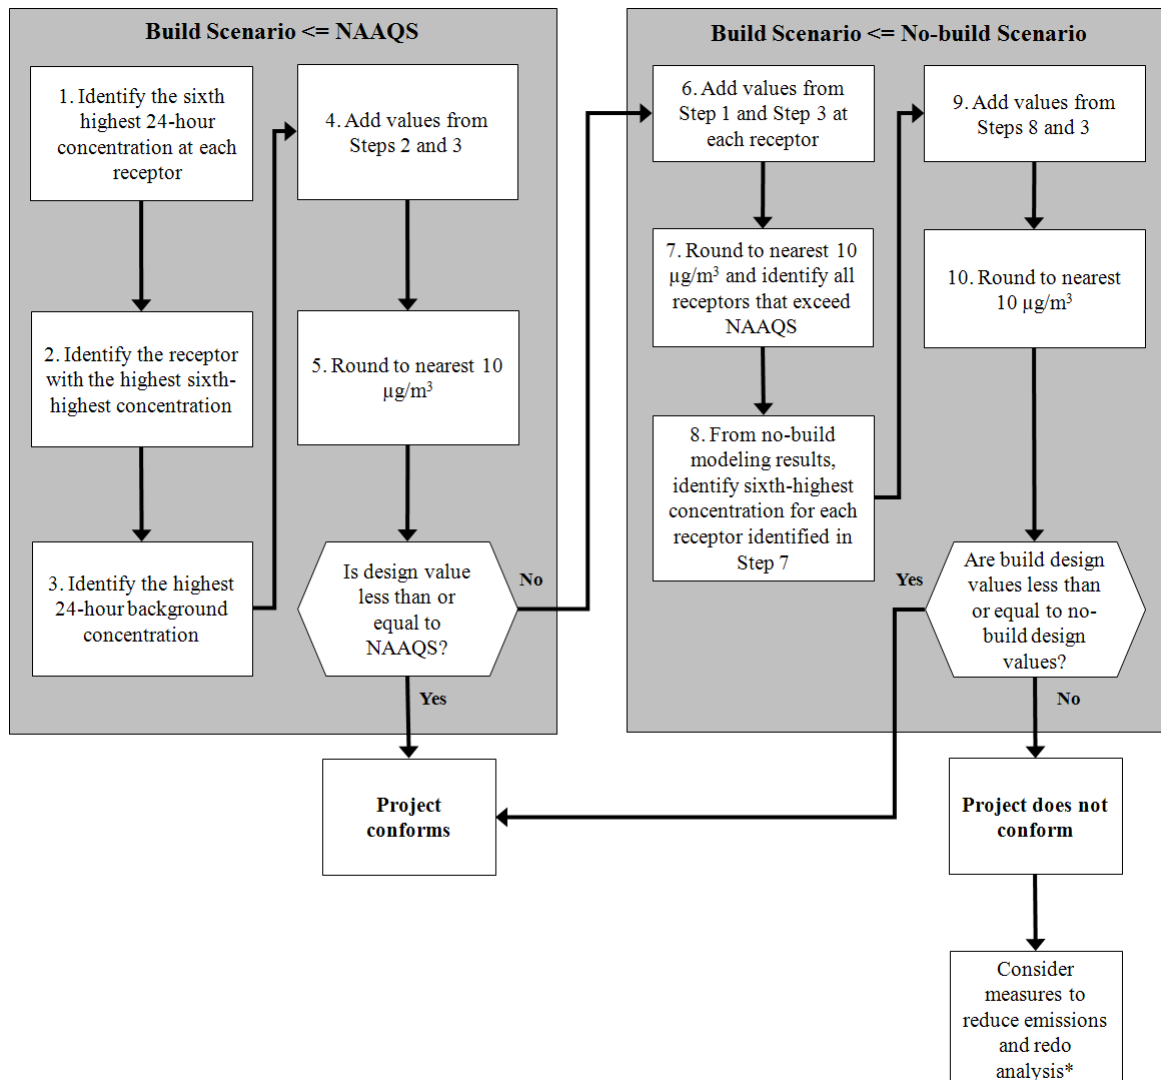 Build Scenario <= NAAQS
1. Identify the sixth
highest 24-hour
concentration at each
receptor
2. Identify the receptor
with the highest sixth-
highest concentration
3. Identify the highest
24-hour background
concentration
4. Add values from
Steps 2 and 3
5. Round to nearest 10
µg/m³
Is design value
less than or
equal to
NAAQS?
No
Yes
Project
conforms
Build Scenario <= No-build Scenario
6. Add values from
Step 1 and Step 3 at
each receptor
7. Round to nearest 10
µg/m³ and identify all
receptors that exceed
NAAQS
8. From no-build
modeling results,
identify sixth-highest
concentration for each
receptor identified in
Step 7
9. Add values from
Steps 8 and 3
10. Round to nearest
10 µg/m³
Are build design
values less than
or equal to no-
build design
values?
Yes
No
Project does not
conform
Consider
measures to
reduce emissions
and redo
analysis*